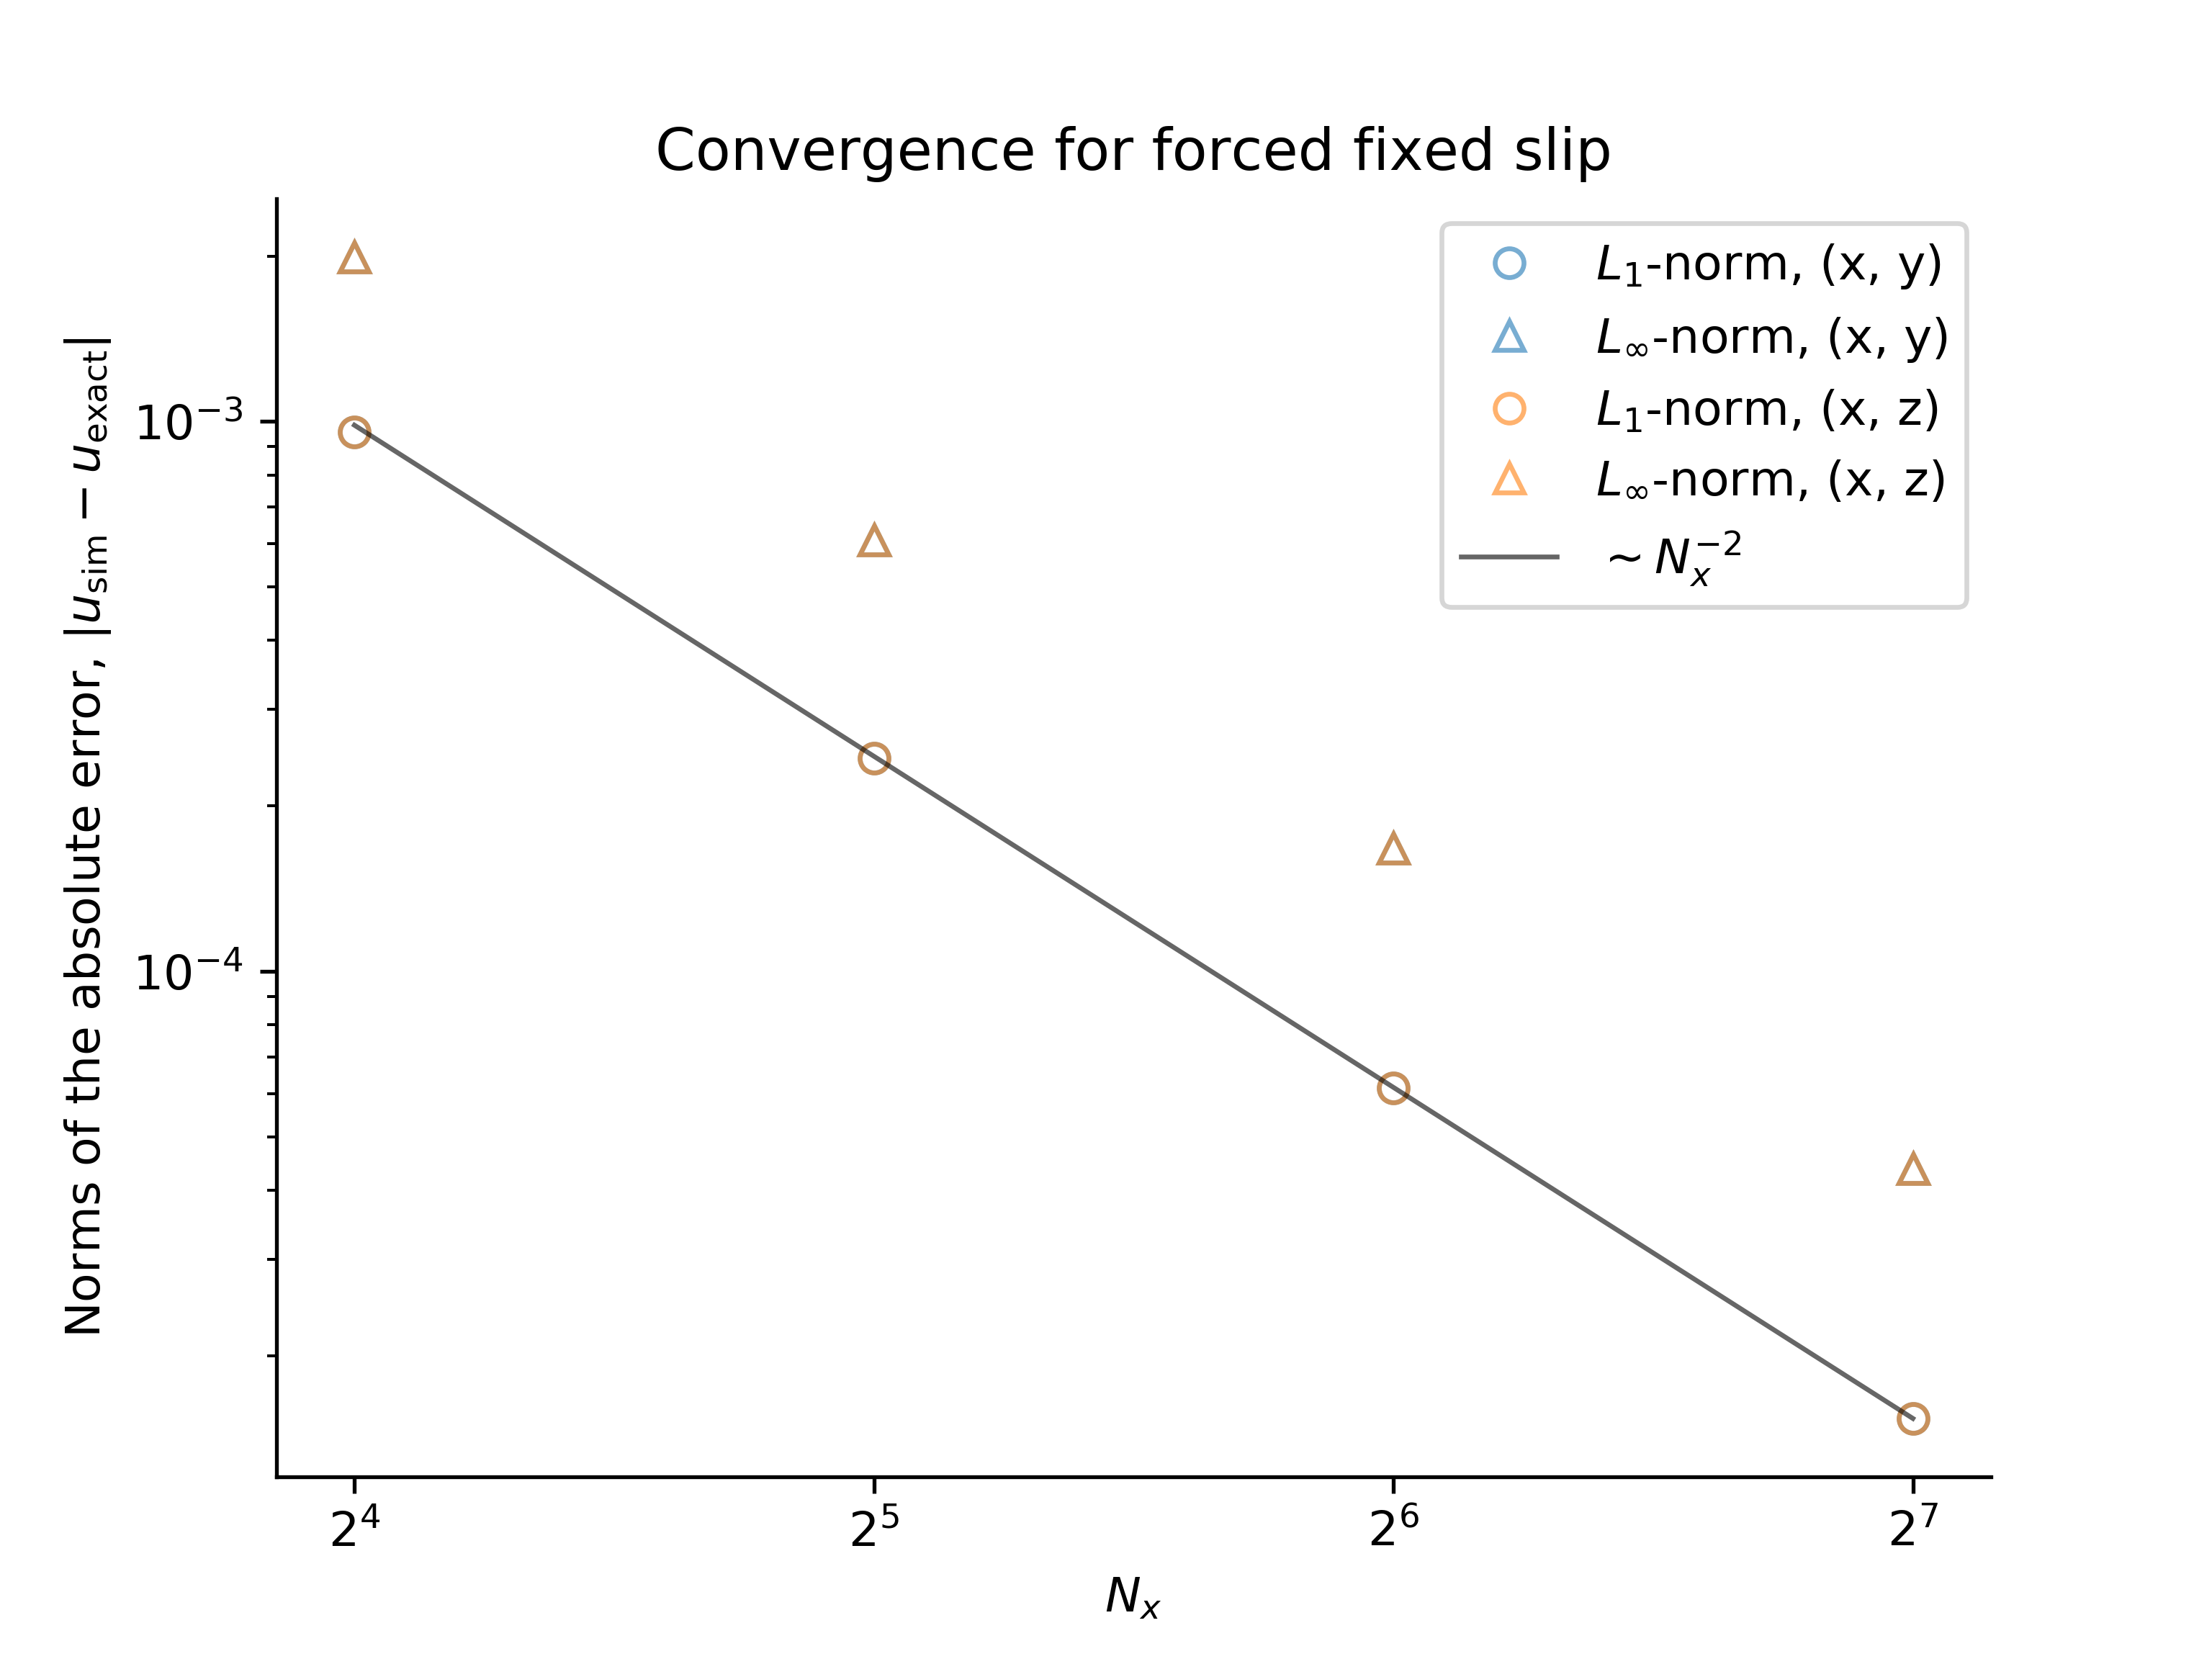 Convergence for forced fixed slip
Norms of the absolute error, |u_sim − u_exact|
10⁻³
10⁻⁴
L₁-norm, (x, y)
L∞-norm, (x, y)
L₁-norm, (x, z)
L∞-norm, (x, z)
~ Nₓ⁻²
2⁴ 2⁵ 2⁶ 2⁷
Nₓ